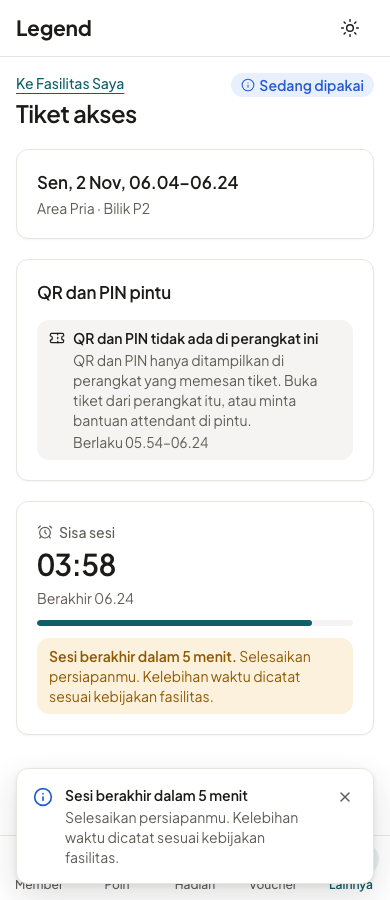 Legend
Ke Fasilitas Saya
Sedang dipakai
Tiket akses
Sen, 2 Nov, 06.04–06.24
Area Pria · Bilik P2
QR dan PIN pintu
QR dan PIN tidak ada di perangkat ini
QR dan PIN hanya ditampilkan di
perangkat yang memesan tiket. Buka
tiket dari perangkat itu, atau minta
bantuan attendant di pintu.
Berlaku 05.54–06.24
Sisa sesi
03:58
Berakhir 06.24
Sesi berakhir dalam 5 menit. Selesaikan
persiapanmu. Kelebihan waktu dicatat
sesuai kebijakan fasilitas.
Sesi berakhir dalam 5 menit
Selesaikan persiapanmu. Kelebihan
waktu dicatat sesuai kebijakan
fasilitas.
Member Poin Hadiah Voucher Lainnya